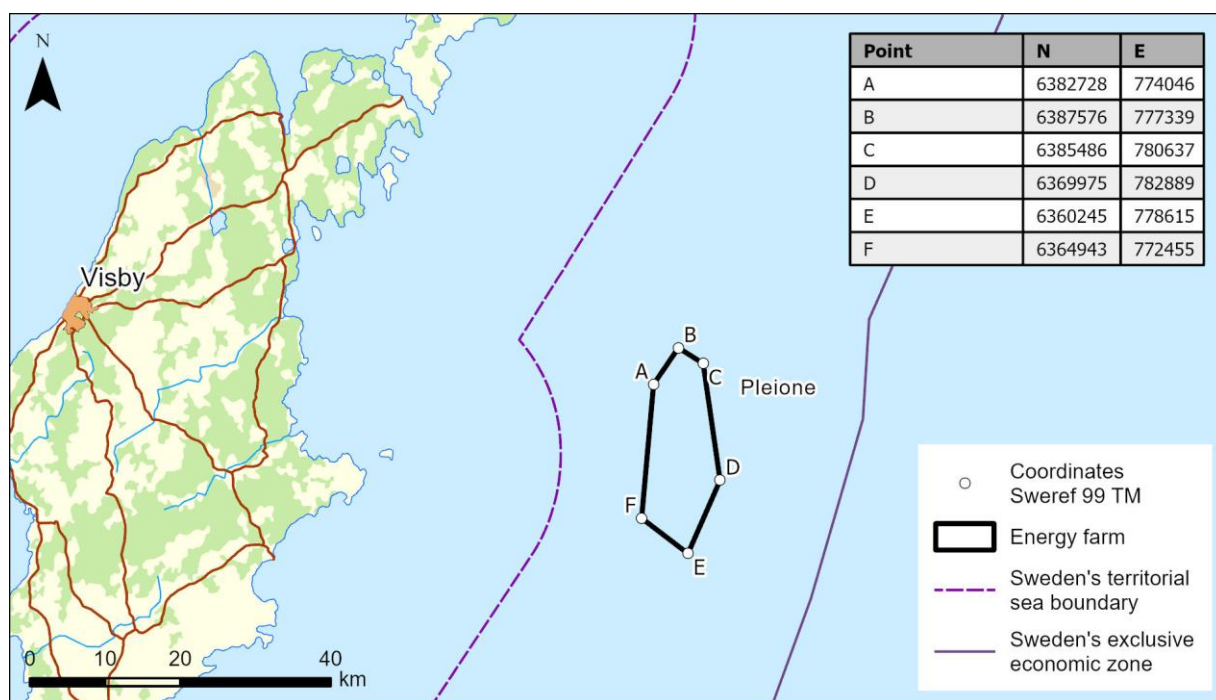 N
Point N E
A 6382728 774046
B 6387576 777339
C 6385486 780637
D 6369975 782889
E 6360245 778615
F 6364943 772455
Visby
B
A
C
Pleione
D
F
E
Coordinates
Sweref 99 TM
Energy farm
Sweden's territorial
sea boundary
Sweden's exclusive
economic zone
0 10 20 40
km